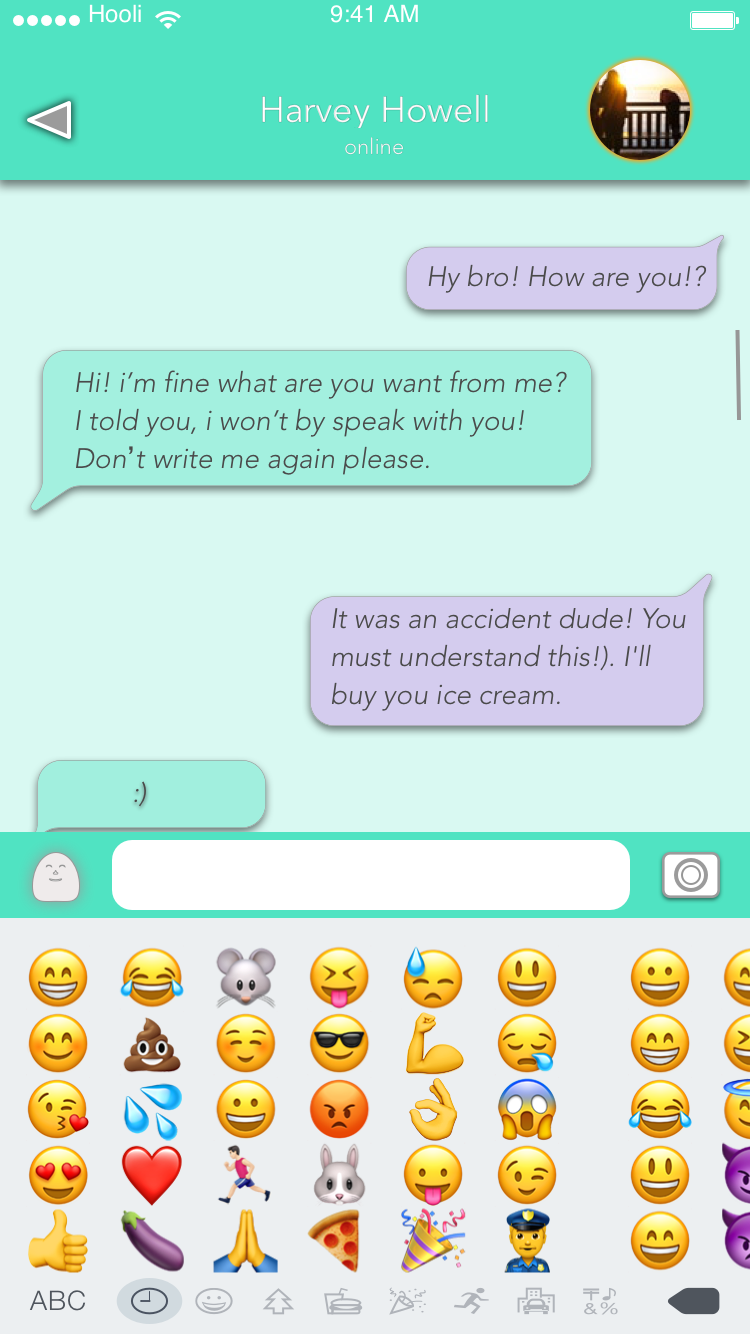 Hooli 9:41 AM
Harvey Howell
online
Hy bro! How are you!?
Hi! i’m fine what are you want from me?
I told you, i won’t by speak with you!
Don’t write me again please.
It was an accident dude! You
must understand this!). I'll
buy you ice cream.
:)
ABC
&%